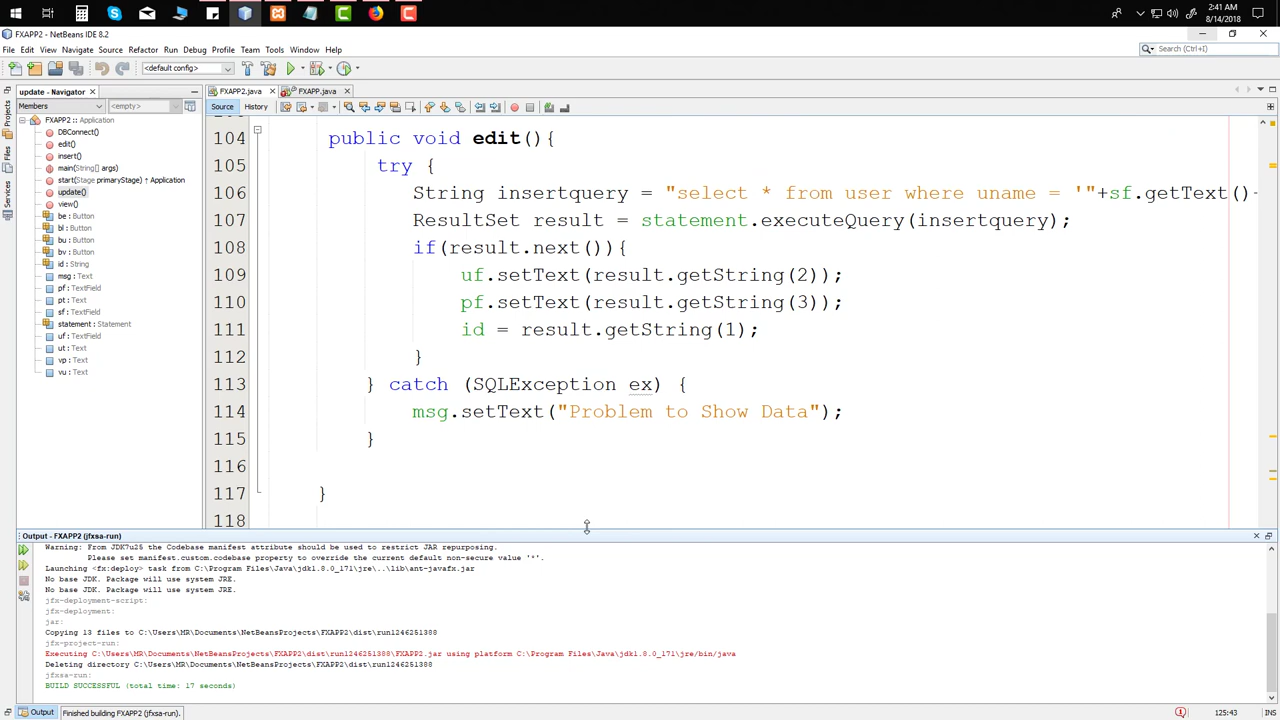 2:41 AM
8/14/2018
FXAPP2 - NetBeans IDE 8.2
File Edit View Navigate Source Refactor Run Debug Profile Team Tools Window Help
Search (Ctrl+I)
<default config>
update - Navigator
FXAPP2.java
FXAPP.java
Members
<empty>
Source
History
FXAPP2 :: Application
DBConnect()
edit()
insert()
main(String[] args)
start(Stage primaryStage) ↑ Application
update()
view()
be : Button
bl : Button
bu : Button
bv : Button
id : String
msg : Text
pf : TextField
pt : Text
sf : TextField
statement : Statement
uf : TextField
ut : Text
vp : Text
vu : Text
Projects
Files
Services
104 public void edit(){
105 try {
106 String insertquery = "select * from user where uname = '"+sf.getText()
107 ResultSet result = statement.executeQuery(insertquery);
108 if(result.next()){
109 uf.setText(result.getString(2));
110 pf.setText(result.getString(3));
111 id = result.getString(1);
112 }
113 } catch (SQLException ex) {
114 msg.setText("Problem to Show Data");
115 }
116
117 }
118
Output - FXAPP2 (jfxsa-run)
Warning: From JDK7u25 the Codebase manifest attribute should be used to restrict JAR repurposing.
Please set manifest.custom.codebase property to override the current default non-secure value '*'.
Launching <fx:deploy> task from C:\Program Files\Java\jdk1.8.0_171\jre\..\lib\ant-javafx.jar
No base JDK. Package will use system JRE.
No base JDK. Package will use system JRE.
jfx-deployment-script:
jfx-deployment:
jar:
Copying 13 files to C:\Users\MR\Documents\NetBeansProjects\FXAPP2\dist\run1246251388
jfx-project-run:
Executing C:\Users\MR\Documents\NetBeansProjects\FXAPP2\dist\run1246251388\FXAPP2.jar using platform C:\Program Files\Java\jdk1.8.0_171\jre/bin/java
Deleting directory C:\Users\MR\Documents\NetBeansProjects\FXAPP2\dist\run1246251388
jfxsa-run:
BUILD SUCCESSFUL (total time: 17 seconds)
Output
Finished building FXAPP2 (jfxsa-run).
125:43
INS